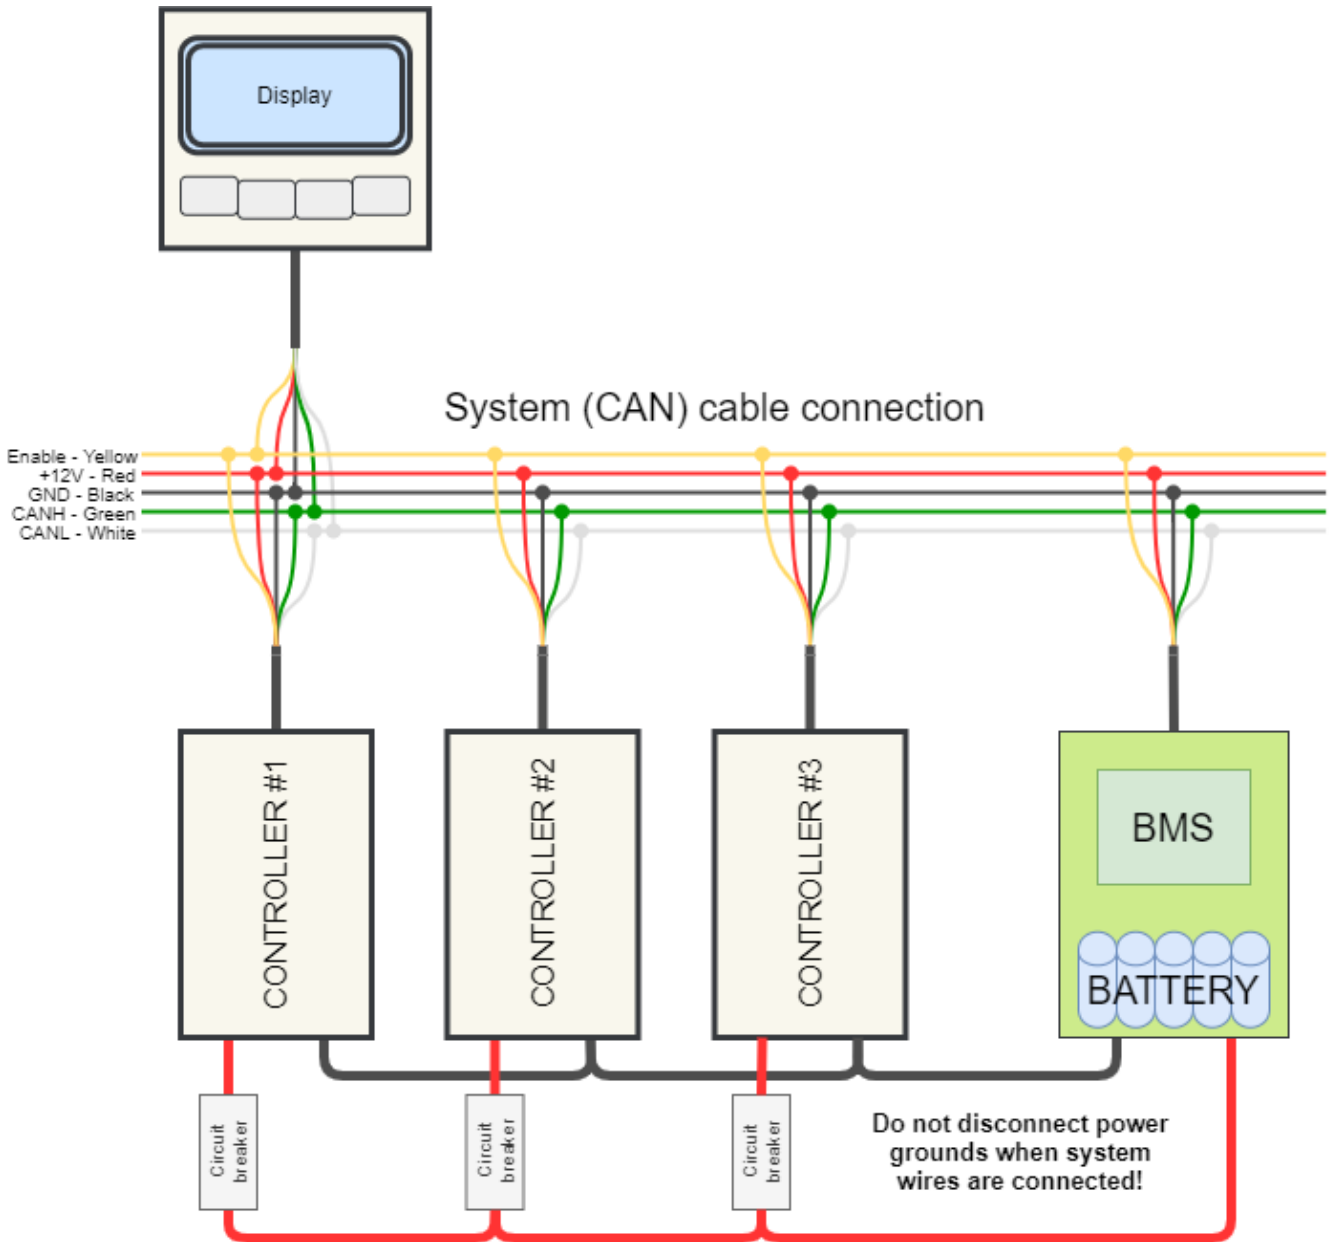 Display
System (CAN) cable connection
Enable - Yellow
+12V - Red
GND - Black
CANH - Green
CANL - White
CONTROLLER #1
CONTROLLER #2
CONTROLLER #3
BMS
BATTERY
Circuit
breaker
Circuit
breaker
Circuit
breaker
Do not disconnect power
grounds when system
wires are connected!